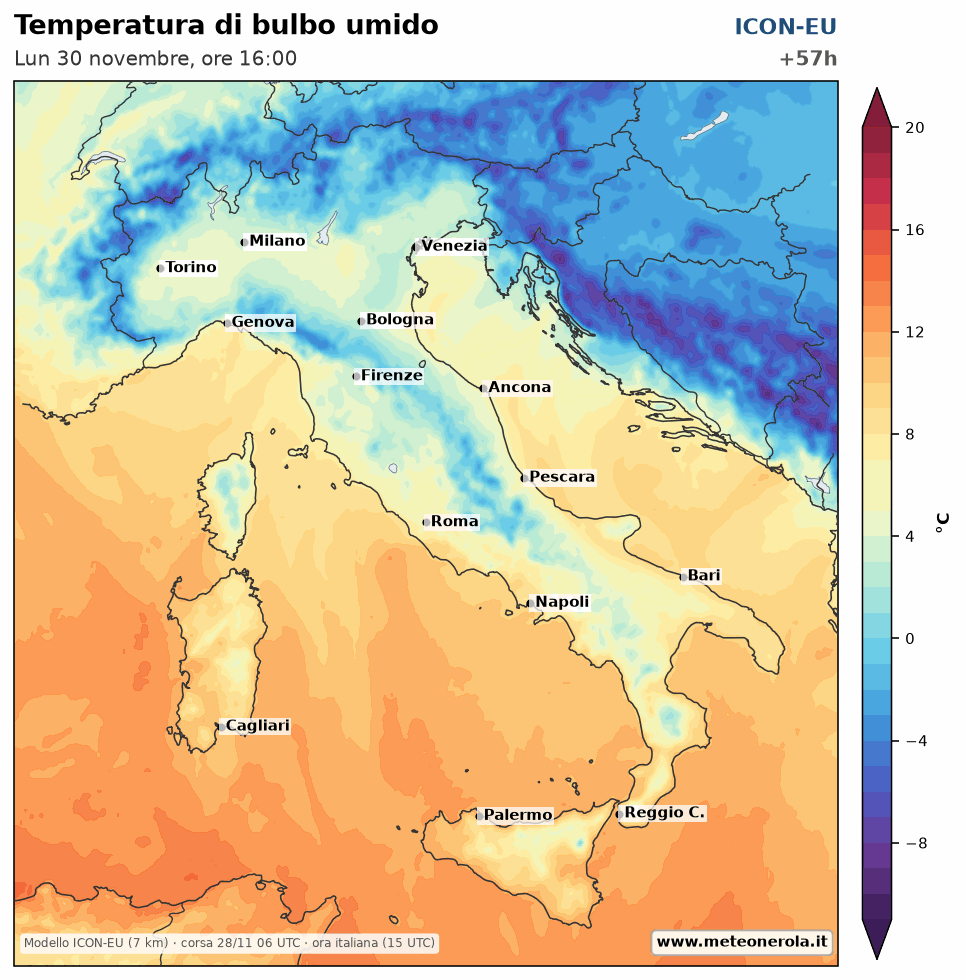 Temperatura di bulbo umido
ICON-EU
Lun 30 novembre, ore 16:00
+57h
Milano
Venezia
Torino
Genova
Bologna
Firenze
Ancona
Pescara
Roma
Bari
Napoli
Cagliari
Palermo
Reggio C.
20
16
12
8
4
0
−4
−8
°C
Modello ICON-EU (7 km) · corsa 28/11 06 UTC · ora italiana (15 UTC)
www.meteonerola.it